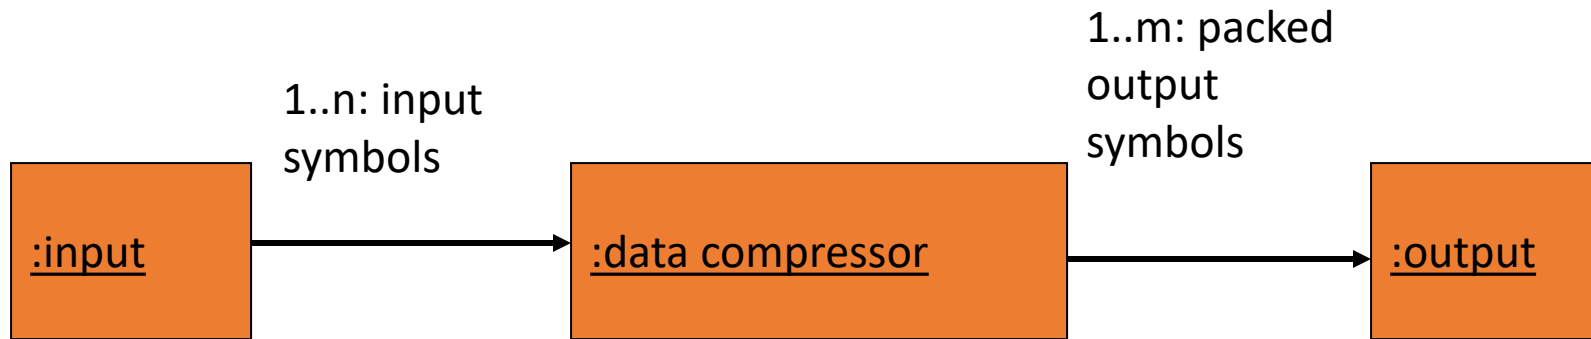 1..m: packed
output
symbols
1..n: input
symbols
:input
:data compressor
:output